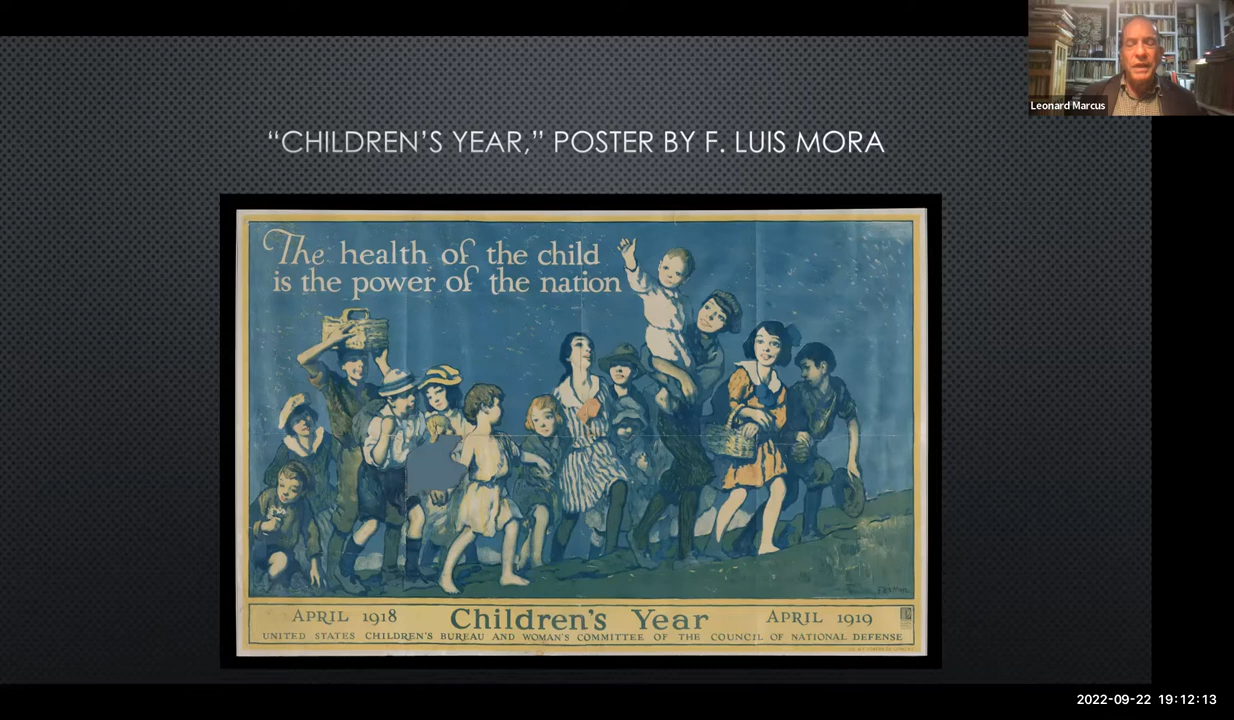 Leonard Marcus
“CHILDREN’S YEAR,” POSTER BY F. LUIS MORA
The health of the child
is the power of the nation
APRIL 1918 Children's Year APRIL 1919
UNITED STATES CHILDREN'S BUREAU AND WOMAN'S COMMITTEE OF THE COUNCIL OF NATIONAL DEFENSE
2022-09-22 19:12:13